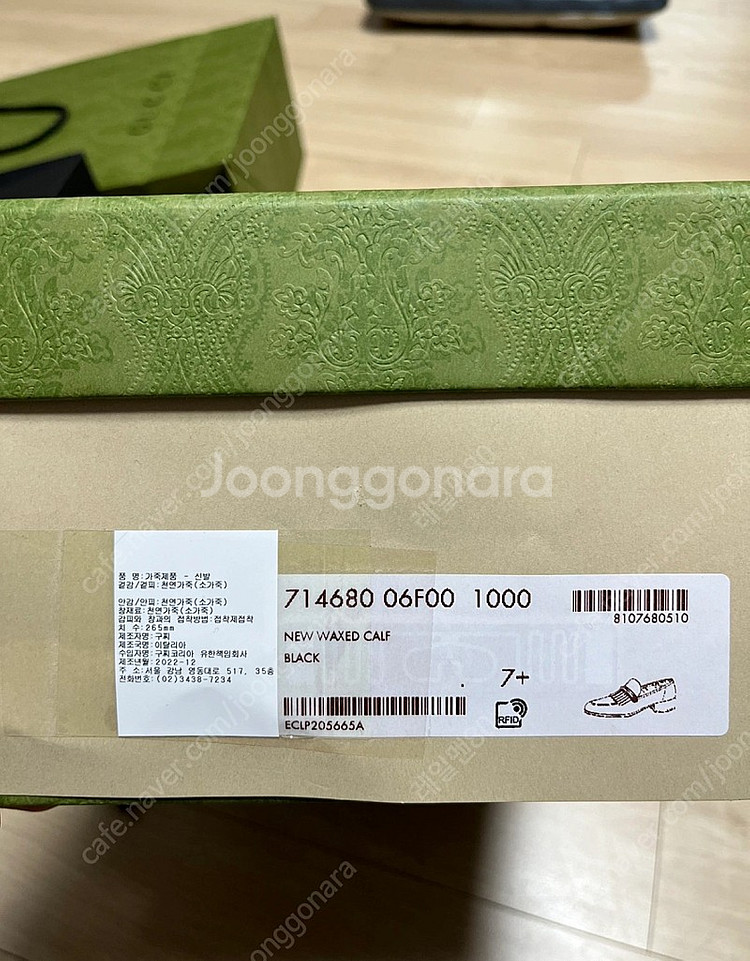 GUCCI
Joonggonara
품 명:가죽제품 - 신발
겉감/겉피:천연가죽(소가죽)
안감/안피:천연가죽(소가죽)
창재료:천연가죽(소가죽)
갑피와 창과의 접착방법:접착제접착
치 수:265mm
제조자명:구찌
제조국명:이탈리아
수입자명:구찌코리아 유한책임회사
제조년월:2022-12
주 소:서울 강남 영동대로 517, 35층
전화번호:(02)3438-7234
714680 06F00 1000
8107680510
NEW WAXED CALF
BLACK
7+
RFID
ECLP205665A
cafe.naver.com/joonggonara